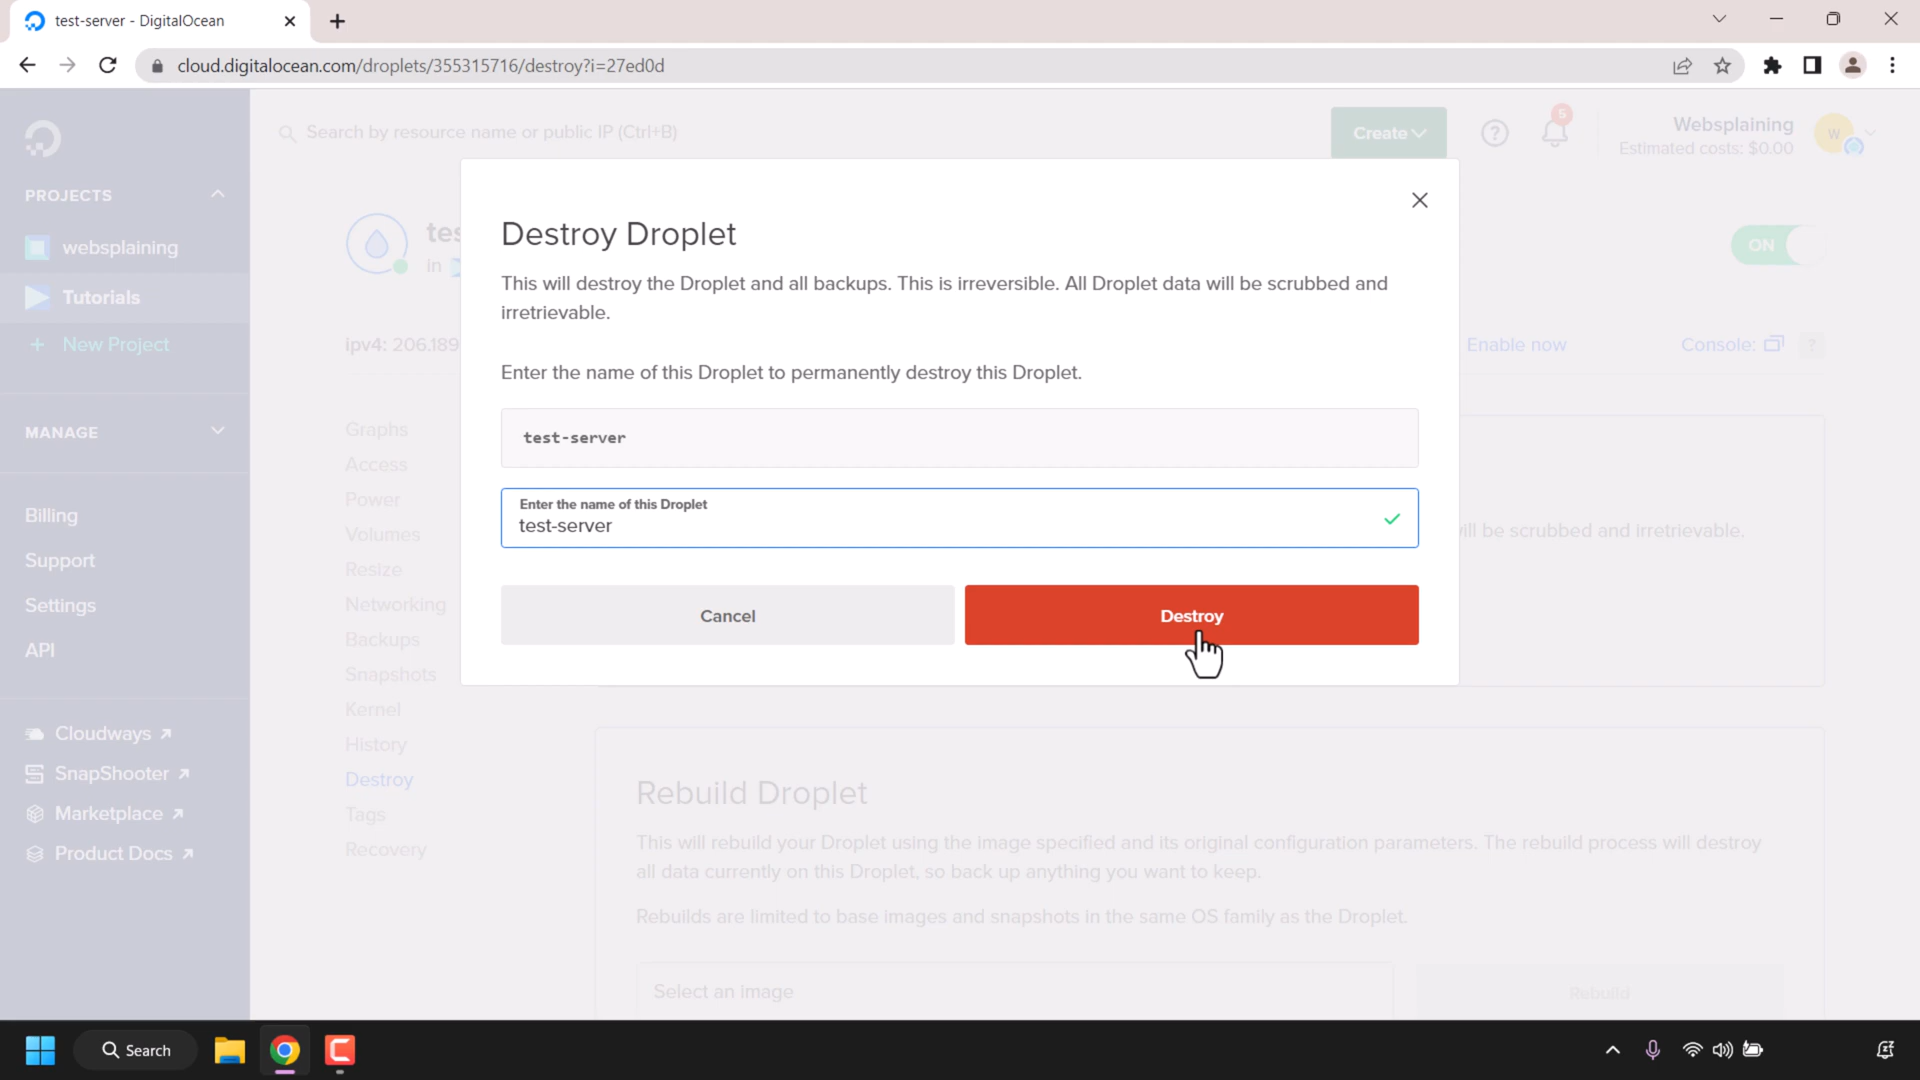 test-server - DigitalOcean
cloud.digitalocean.com/droplets/355315716/destroy?i=27ed0d
Search by resource name or public IP (Ctrl+B)
Create
5
Websplaining
Estimated costs: $0.00
W
PROJECTS
websplaining
Tutorials
+ New Project
MANAGE
Billing
Support
Settings
API
Cloudways
SnapShooter
Marketplace
Product Docs
in
ON
ipv4: 206.189
Enable now
Console:
?
Graphs
Access
Power
Volumes
Resize
Networking
Backups
Snapshots
Kernel
History
Destroy
Tags
Recovery
Destroy Droplet
This will destroy the Droplet and all backups. This is irreversible. All Droplet data will be scrubbed and
irretrievable.
Enter the name of this Droplet to permanently destroy this Droplet.
test-server
Enter the name of this Droplet
test-server
Cancel
Destroy
will be scrubbed and irretrievable.
Rebuild Droplet
This will rebuild your Droplet using the image specified and its original configuration parameters. The rebuild process will destroy
all data currently on this Droplet, so back up anything you want to keep.
Rebuilds are limited to base images and snapshots in the same OS family as the Droplet.
Select an image
Rebuild
Search